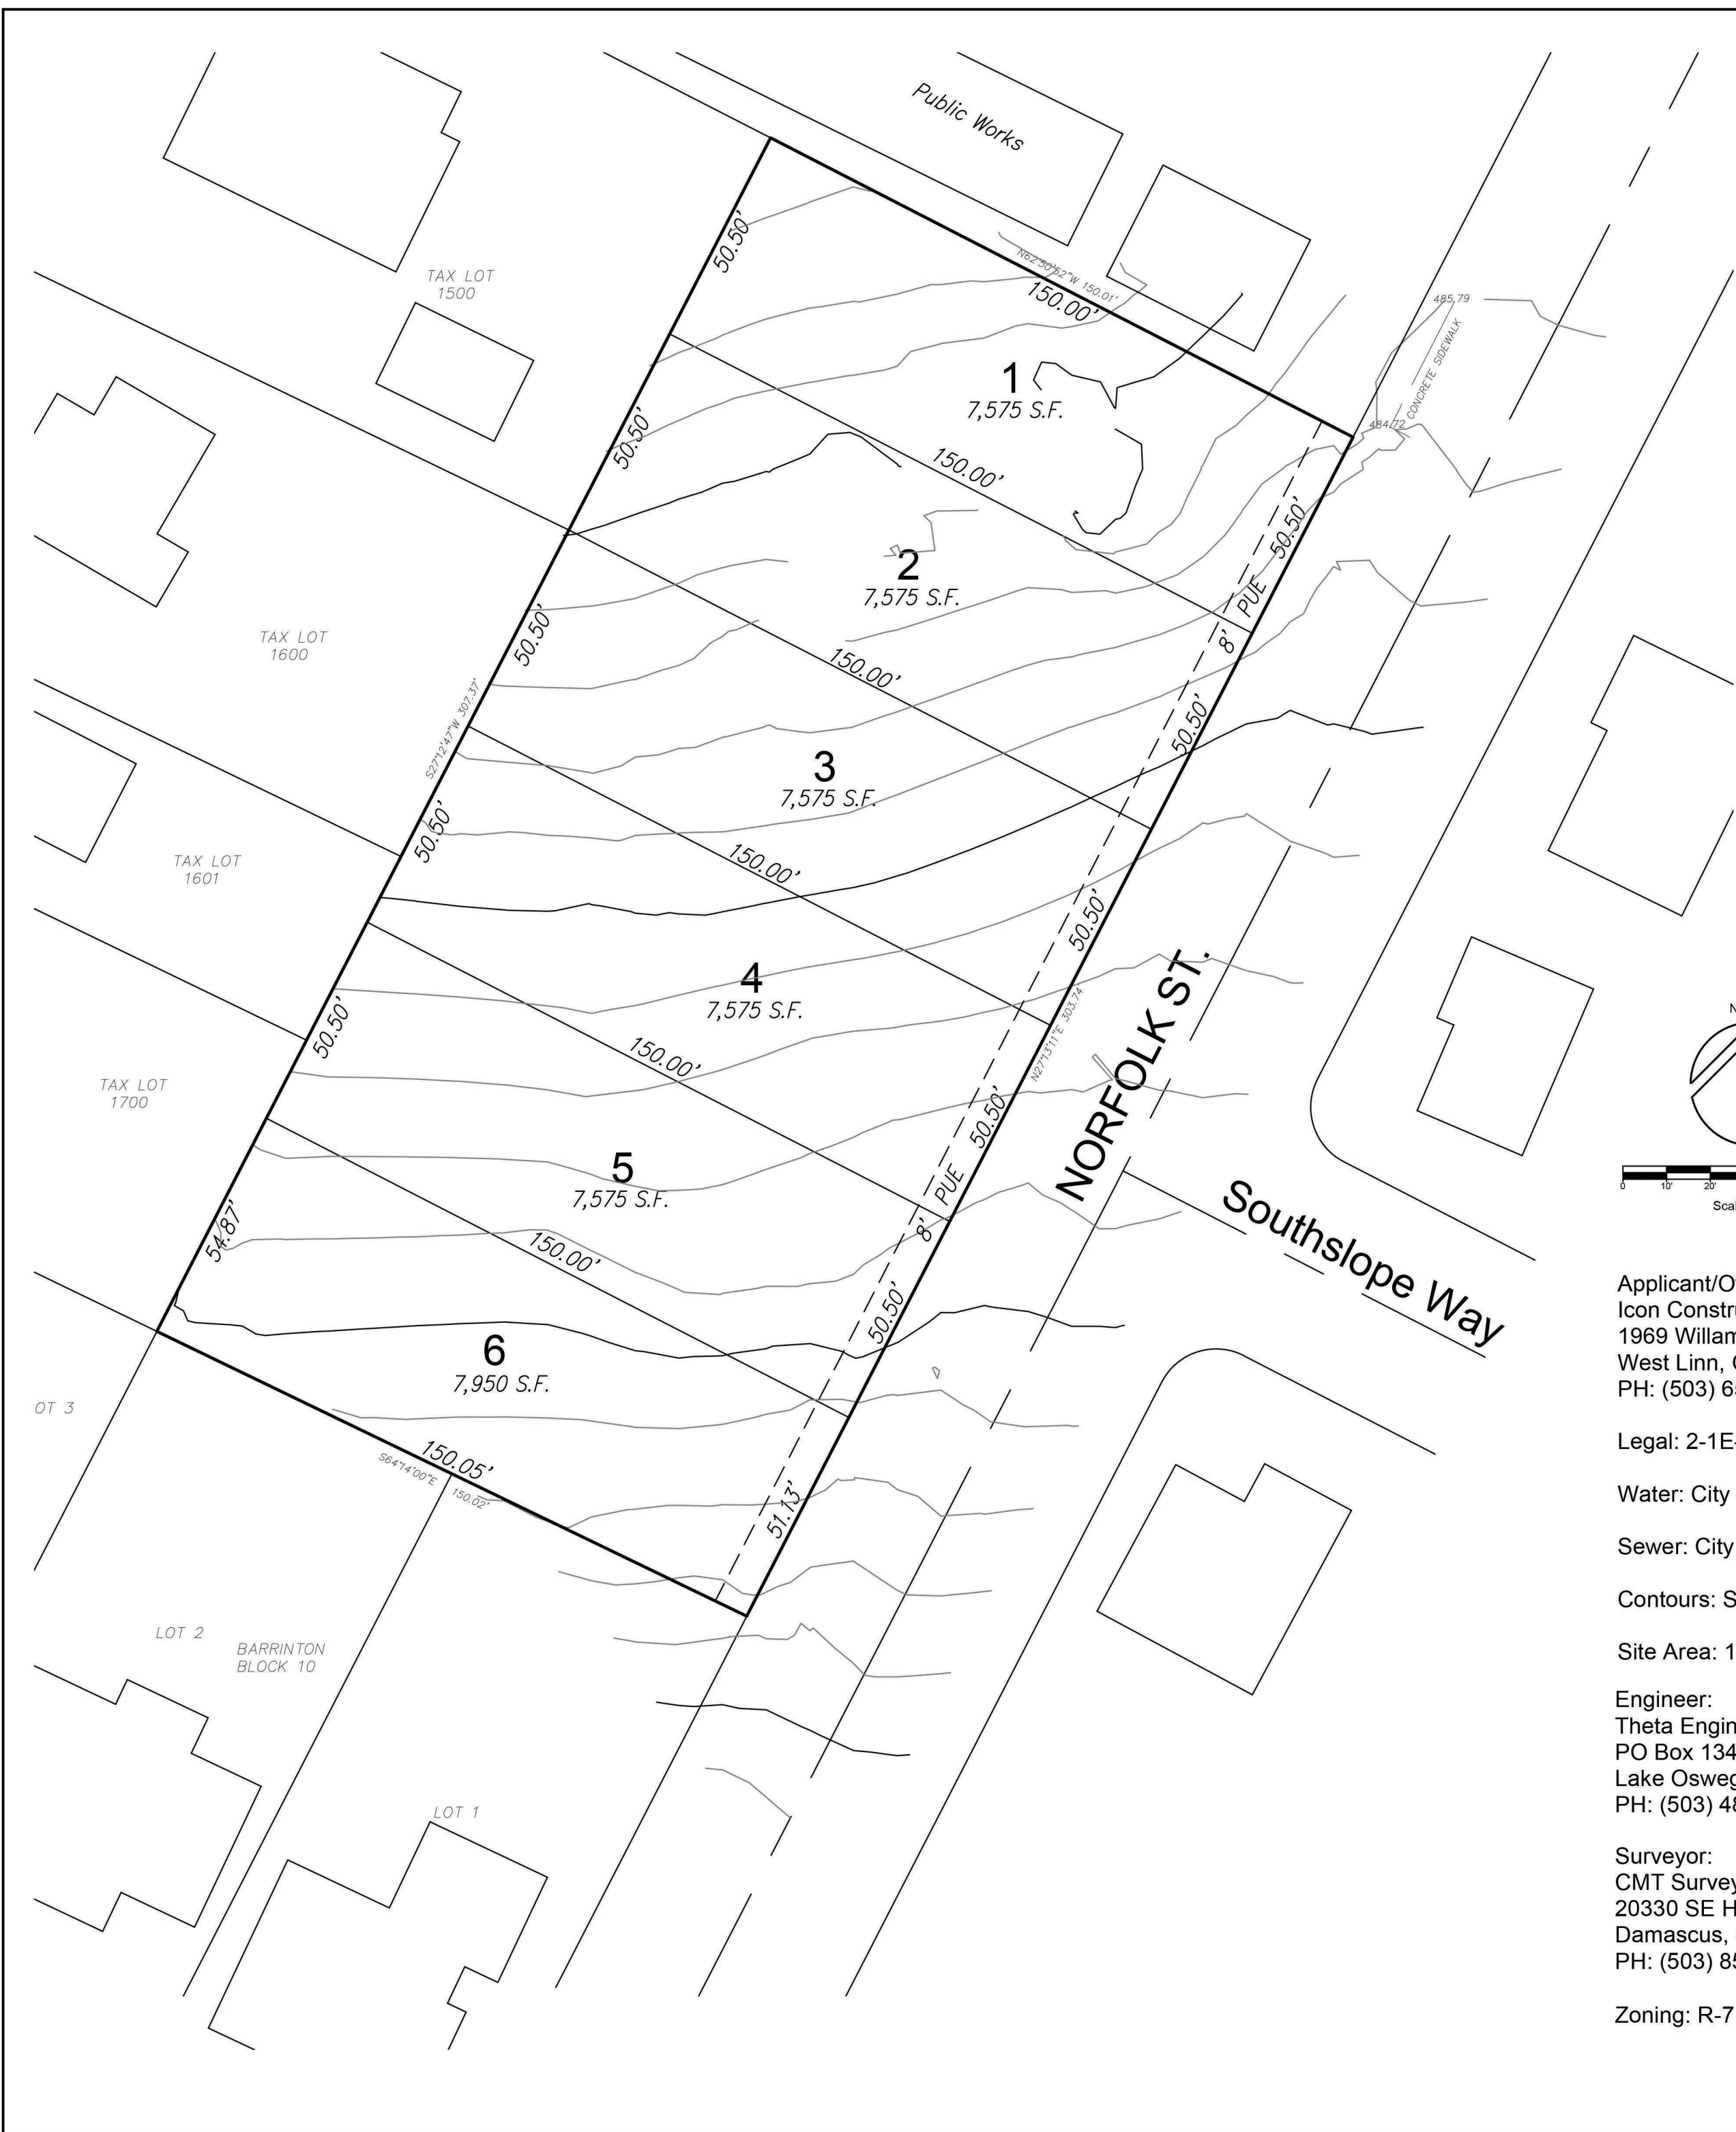 Public Works
50.50'
N62°50'52"W 150.01'
150.00'
TAX LOT
1500
485.79
CONCRETE SIDEWALK
484.72
1
7,575 S.F.
50.50'
150.00'
50.50'
2
7,575 S.F.
8' PUE
50.50'
TAX LOT
1600
150.00'
S27°12'47"W 307.37'
50.50'
3
7,575 S.F.
50.50'
TAX LOT
1601
150.00'
50.50'
4
7,575 S.F.
NORFOLK ST.
N27°13'11"E 303.74
50.50'
150.00'
TAX LOT
1700
50.50'
5
7,575 S.F.
8' PUE
Southslope Way
54.87'
150.00'
50.50'
6
7,950 S.F.
OT 3
150.05'
S64°14'00"E 150.02'
51.13'
LOT 2
BARRINTON
BLOCK 10
LOT 1
N
0 10' 20'
Scal
Applicant/O
Icon Constru
1969 Willam
West Linn,
PH: (503) 6
Legal: 2-1E-
Water: City
Sewer: City
Contours: S
Site Area: 1
Engineer:
Theta Engin
PO Box 134
Lake Osweg
PH: (503) 48
Surveyor:
CMT Survey
20330 SE H
Damascus,
PH: (503) 85
Zoning: R-7